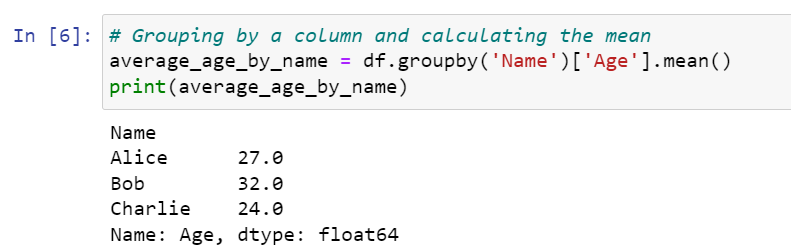 In [6]: # Grouping by a column and calculating the mean
average_age_by_name = df.groupby('Name')['Age'].mean()
print(average_age_by_name)
Name
Alice      27.0
Bob        32.0
Charlie    24.0
Name: Age, dtype: float64